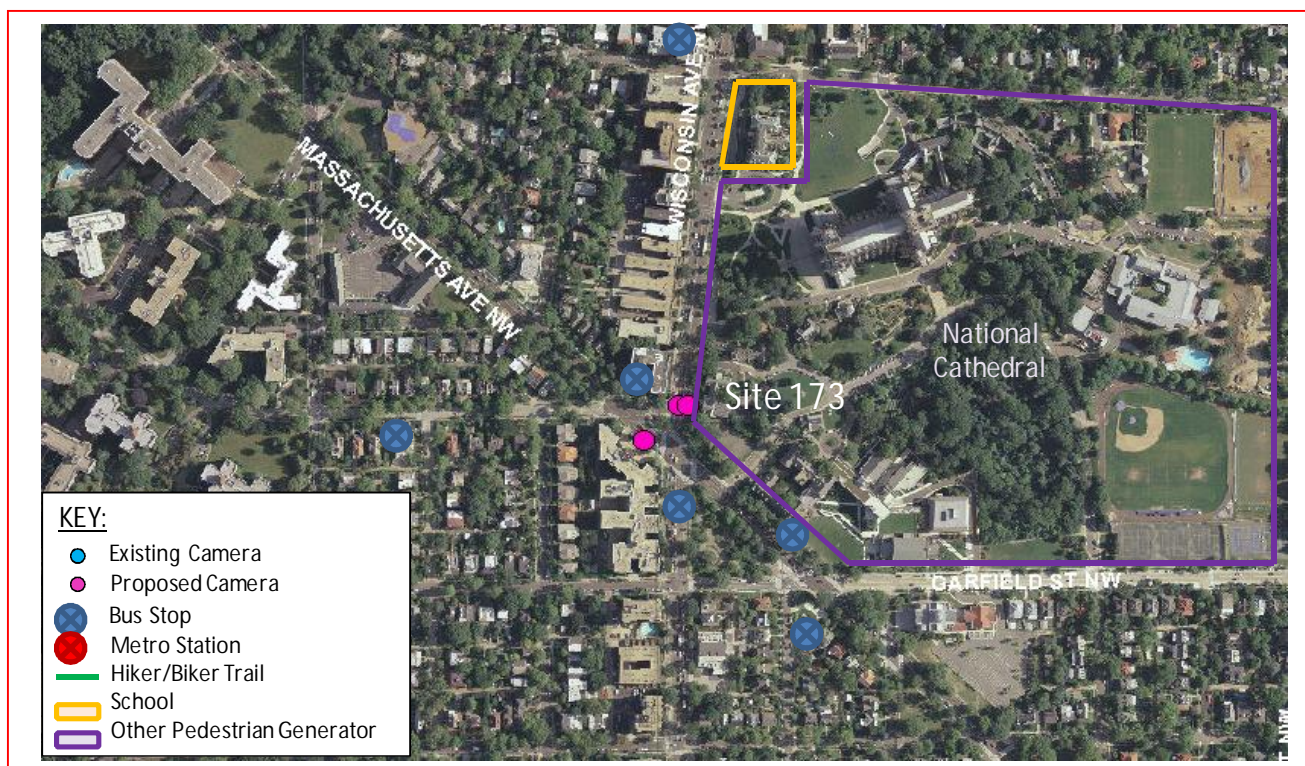 WISCONSIN AVE N
MASSACHUSETTS AVE NW
National
Cathedral
Site 173
GARFIELD ST NW
KEY:
Existing Camera
Proposed Camera
Bus Stop
Metro Station
Hiker/Biker Trail
School
Other Pedestrian Generator
T NW